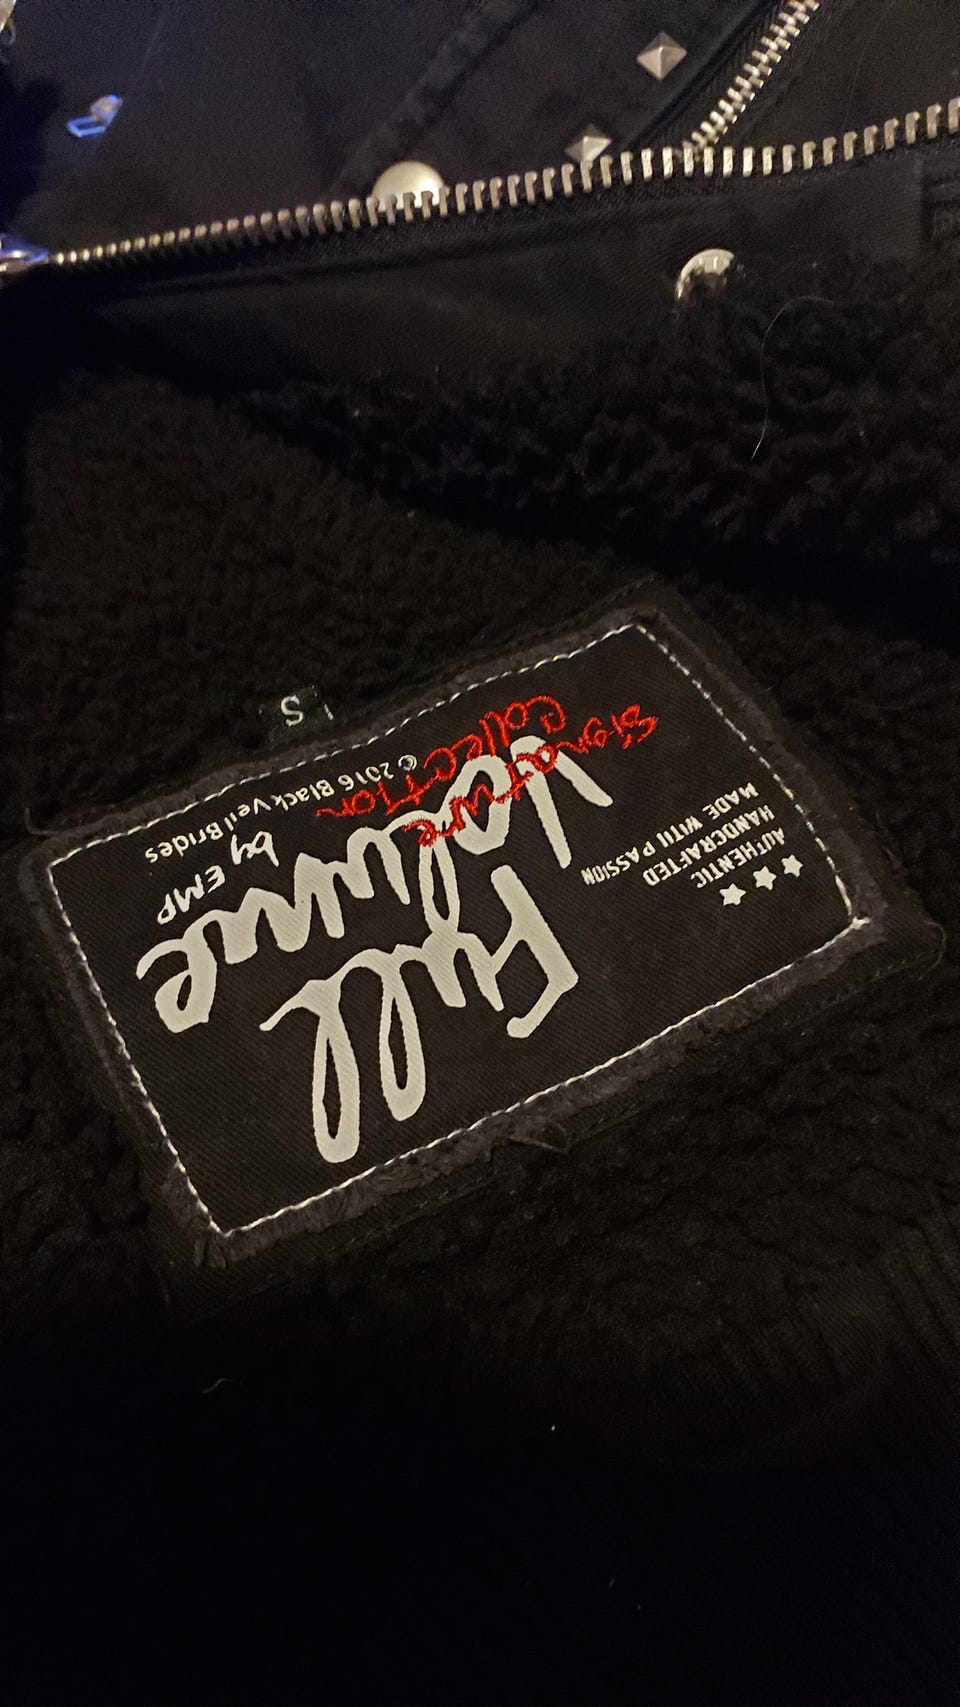 AUTHENTIC
HANDCRAFTED
MADE WITH PASSION
Full
Volume
by EMP
Signature
Collection
© 2016 Black Veil Brides
S